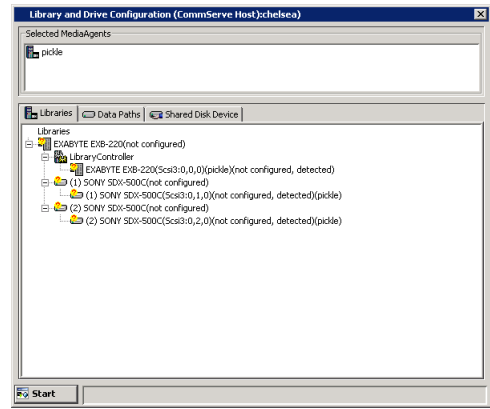 Library and Drive Configuration (CommServe Host):chelsea)
Selected MediaAgents
pickle
Libraries
Data Paths
Shared Disk Device
Libraries
EXABYTE EXB-220(not configured)
LibraryController
EXABYTE EXB-220(Scsi3:0,0,0)(pickle)(not configured, detected)
(1) SONY SDX-500C(not configured)
(1) SONY SDX-500C(Scsi3:0,1,0)(not configured, detected)(pickle)
(2) SONY SDX-500C(not configured)
(2) SONY SDX-500C(Scsi3:0,2,0)(not configured, detected)(pickle)
Start